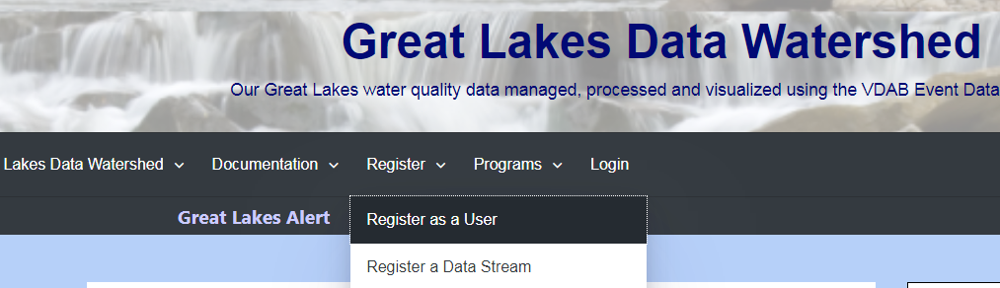 Great Lakes Data Watershed
Our Great Lakes water quality data managed, processed and visualized using the VDAB Event Data
Lakes Data Watershed Documentation Register Programs Login
Great Lakes Alert
Register as a User
Register a Data Stream